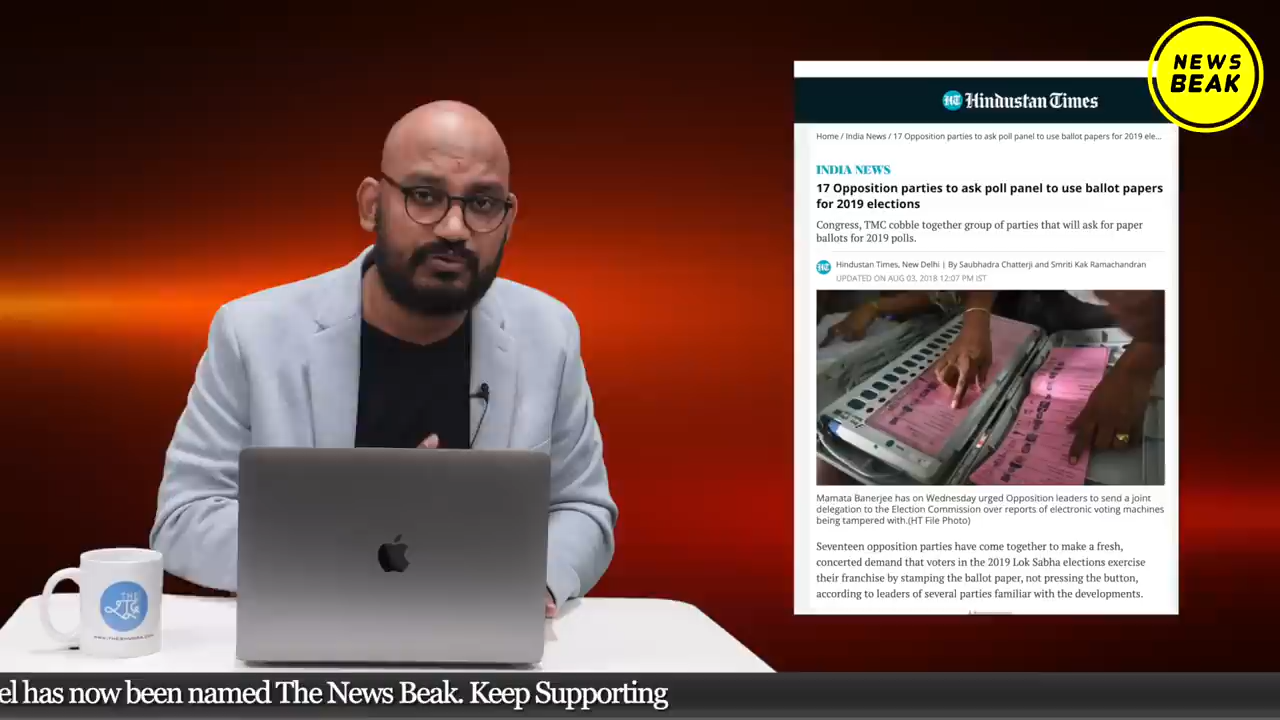 NEWS
BEAK
HT Hindustan Times
Home / India News / 17 Opposition parties to ask poll panel to use ballot papers for 2019 ele...
INDIA NEWS
17 Opposition parties to ask poll panel to use ballot papers
for 2019 elections
Congress, TMC cobble together group of parties that will ask for paper
ballots for 2019 polls.
HT
Hindustan Times, New Delhi | By Saubhadra Chatterji and Smriti Kak Ramachandran
UPDATED ON AUG 03, 2018 12:07 PM IST
Mamata Banerjee has on Wednesday urged Opposition leaders to send a joint
delegation to the Election Commission over reports of electronic voting machines
being tampered with.(HT File Photo)
Seventeen opposition parties have come together to make a fresh,
concerted demand that voters in the 2019 Lok Sabha elections exercise
their franchise by stamping the ballot paper, not pressing the button,
according to leaders of several parties familiar with the developments.
THE
el has now been named The News Beak. Keep Supporting